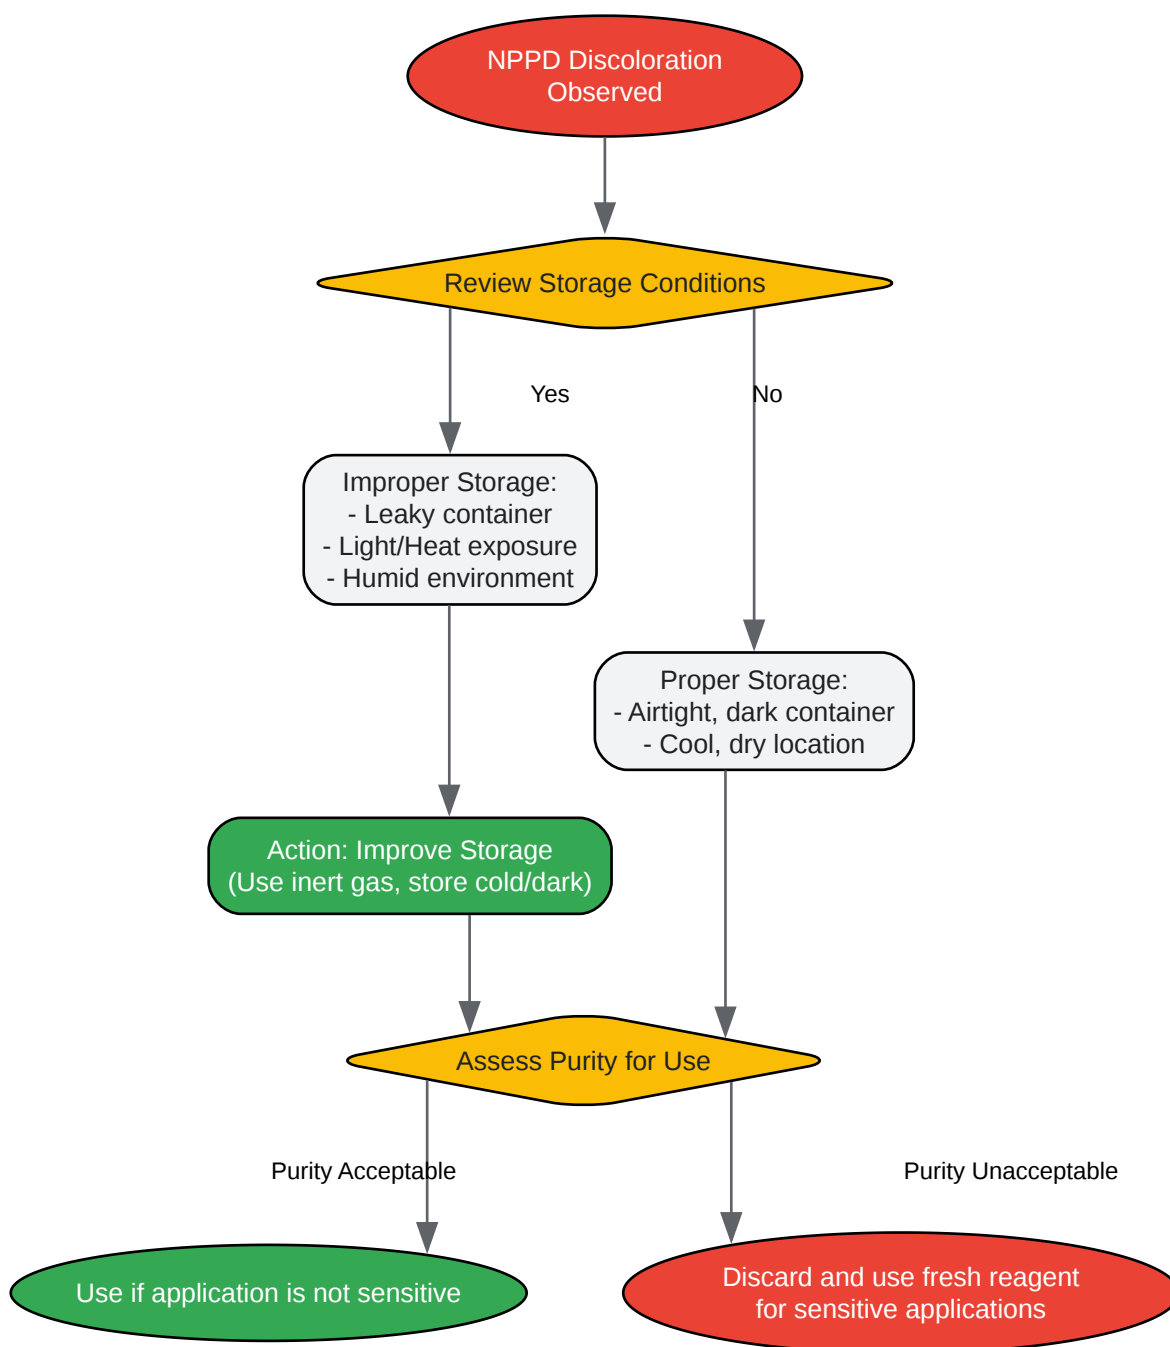 NPPD Discoloration
Observed
Review Storage Conditions
Yes
No
Improper Storage:
- Leaky container
- Light/Heat exposure
- Humid environment
Proper Storage:
- Airtight, dark container
- Cool, dry location
Action: Improve Storage
(Use inert gas, store cold/dark)
Assess Purity for Use
Purity Acceptable
Purity Unacceptable
Use if application is not sensitive
Discard and use fresh reagent
for sensitive applications